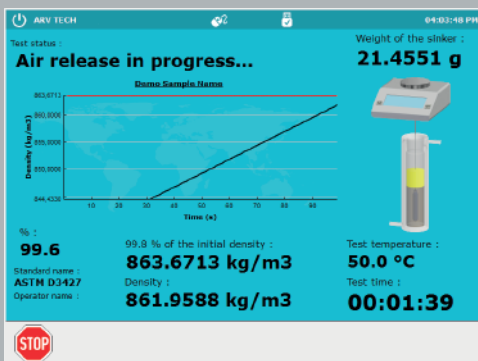 ARV TECH 04:03:48 PM
Test status :
Air release in progress...
Weight of the sinker :
21.4551 g
Demo Sample Name
863,6713
860,0000
855,0000
850,0000
844,4330
Density (kg/m3)
10 20 30 40 50 60 70 80 90
Time (s)
% :
99.6
Standard name :
ASTM D3427
Operator name :
99.8 % of the initial density :
863.6713 kg/m3
Density :
861.9588 kg/m3
Test temperature :
50.0 °C
Test time :
00:01:39
STOP